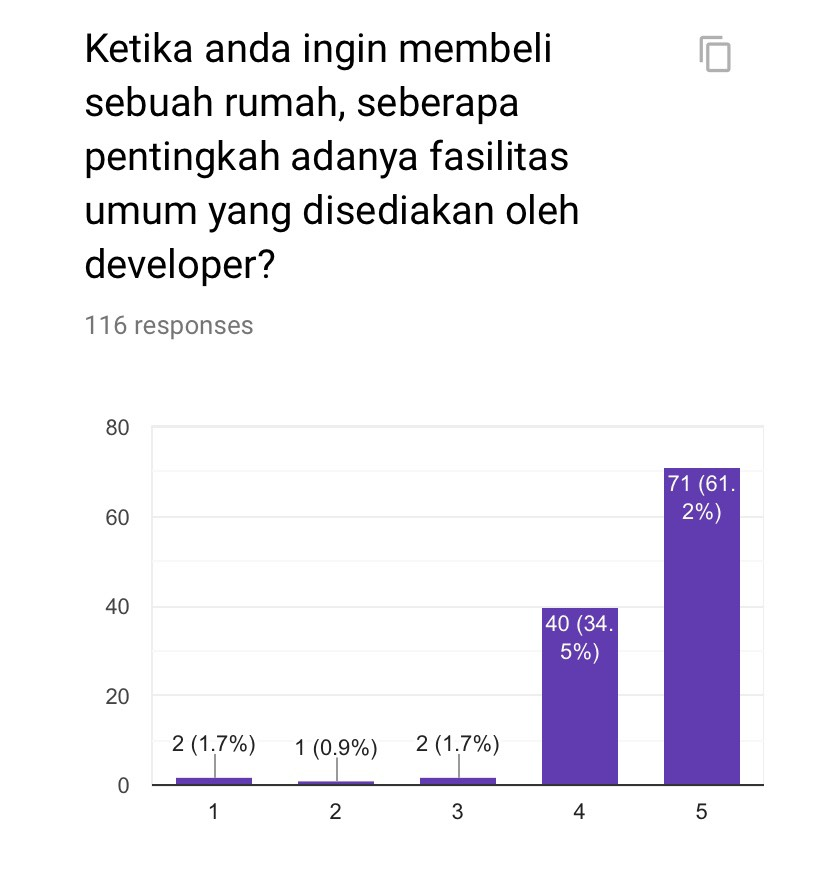 Ketika anda ingin membeli
sebuah rumah, seberapa
pentingkah adanya fasilitas
umum yang disediakan oleh
developer?
116 responses
80
60
40
20
0
2 (1.7%)
1 (0.9%)
2 (1.7%)
40 (34.
5%)
71 (61.
2%)
1
2
3
4
5